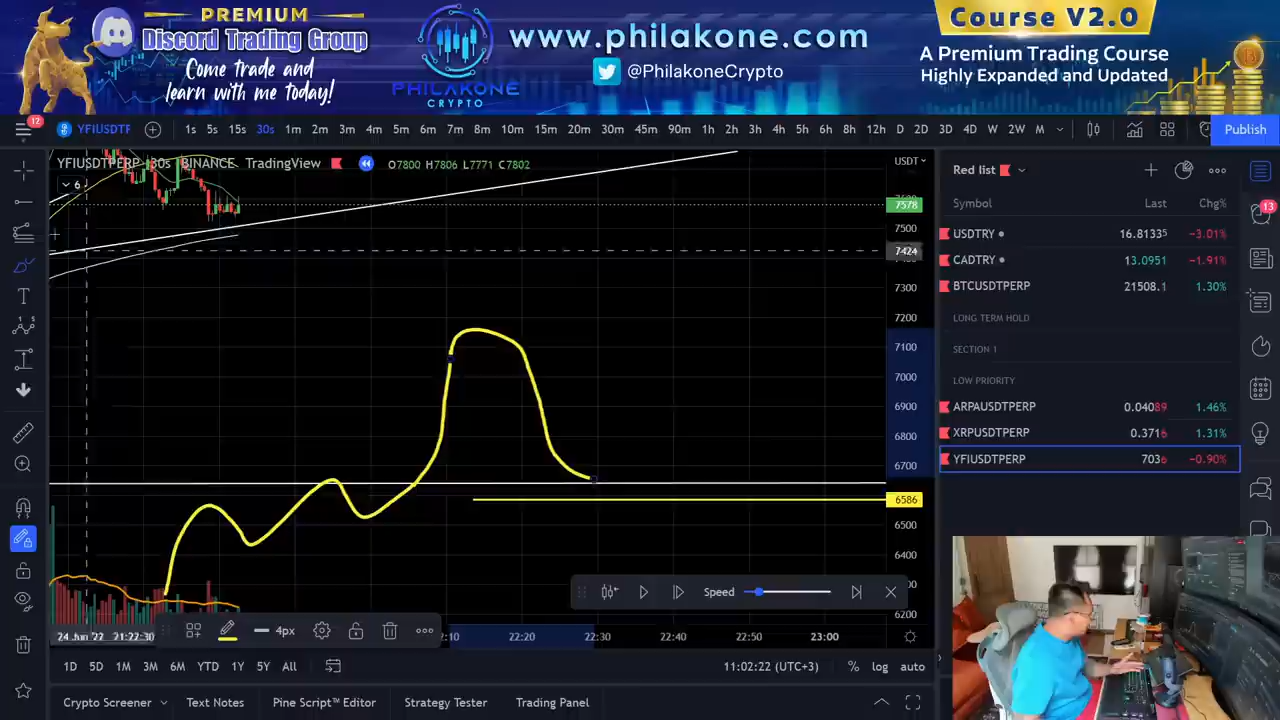 PREMIUM
Discord Trading Group
Come trade and
learn with me today!
PHILAKONE
CRYPTO
www.philakone.com
@PhilakoneCrypto
Course V2.0
A Premium Trading Course
Highly Expanded and Updated
12
YFIUSDTF
1s 5s 15s 30s 1m 2m 3m 4m 5m 6m 7m 8m 10m 15m 20m 30m 45m 90m 1h 2h 3h 4h 5h 6h 8h 12h D 2D 3D 4D W 2W M
Publish
YFIUSDTPERP 30s BINANCE TradingView O7800 H7806 L7771 C7802
6
USDT
7578
7500
7424
7300
7200
7100
7000
6900
6800
6700
6586
6500
6400
6200
Speed
24 Jun '22 21:22:30
4px
22:20 22:30 22:40 22:50 23:00
1D 5D 1M 3M 6M YTD 1Y 5Y All
11:02:22 (UTC+3) % log auto
Crypto Screener Text Notes Pine Script™ Editor Strategy Tester Trading Panel
Red list
Symbol Last Chg%
USDTRY 16.8133⁵ −3.01%
CADTRY 13.0951 −1.91%
BTCUSDTPERP 21508.1 1.30%
LONG TERM HOLD
SECTION 1
LOW PRIORITY
ARPAUSDTPERP 0.04089 1.46%
XRPUSDTPERP 0.3716 1.31%
YFIUSDTPERP 7036 −0.90%
13